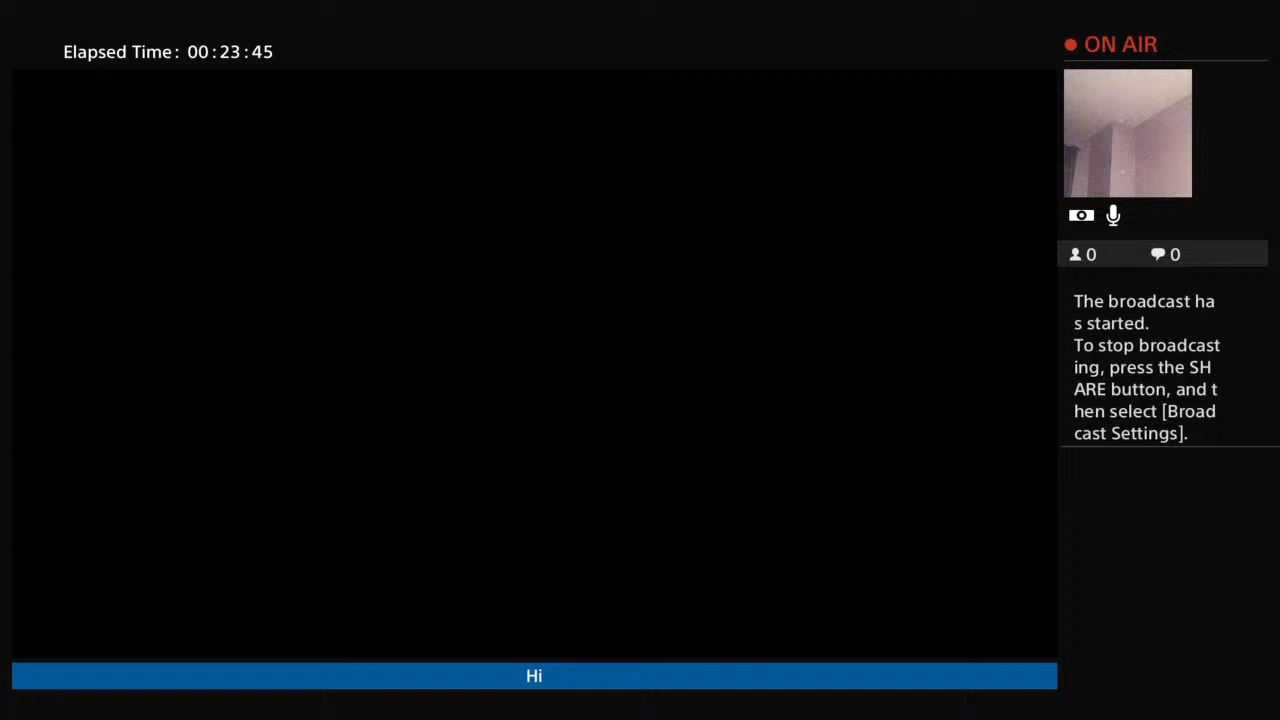 Elapsed Time: 00:23:45
ON AIR
0 0
The broadcast ha
s started.
To stop broadcast
ing, press the SH
ARE button, and t
hen select [Broad
cast Settings].
Hi